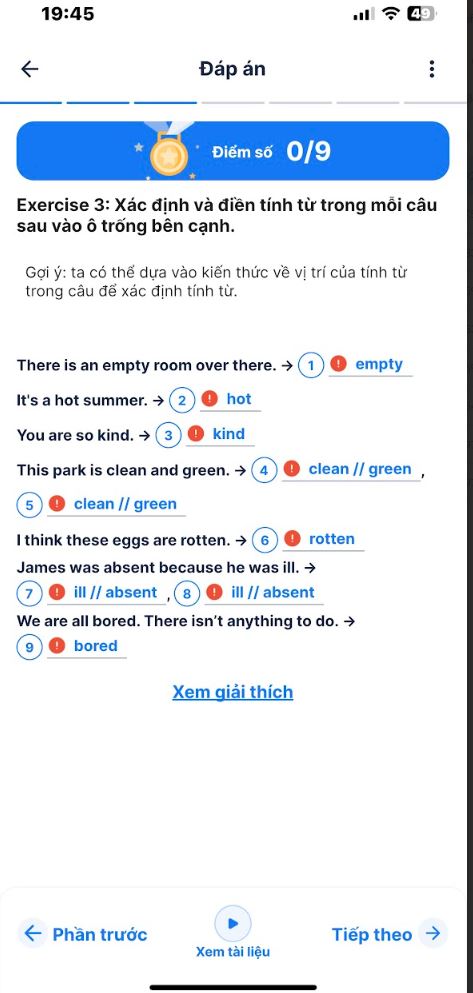 19:45
49
Đáp án
Điểm số 0/9
Exercise 3: Xác định và điền tính từ trong mỗi câu
sau vào ô trống bên cạnh.
Gợi ý: ta có thể dựa vào kiến thức về vị trí của tính từ
trong câu để xác định tính từ.
There is an empty room over there. → 1 ! empty
It's a hot summer. → 2 ! hot
You are so kind. → 3 ! kind
This park is clean and green. → 4 ! clean // green ,
5 ! clean // green
I think these eggs are rotten. → 6 ! rotten
James was absent because he was ill. →
7 ! ill // absent , 8 ! ill // absent
We are all bored. There isn’t anything to do. →
9 ! bored
Xem giải thích
← Phần trước
Xem tài liệu
Tiếp theo →